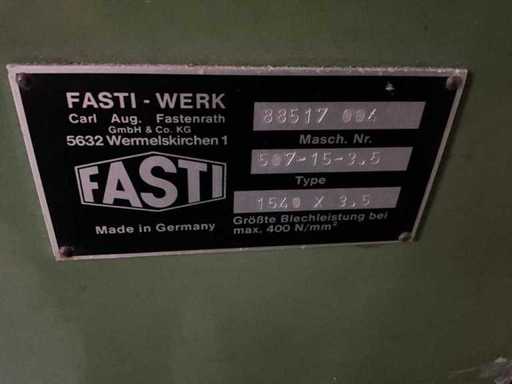 FASTI - WERK
Carl Aug. Fastenrath
GmbH & Co. KG
5632 Wermelskirchen 1
FASTI
Made in Germany
88517 004
Masch. Nr.
507-15-3.5
Type
1540 X 3.5
Größte Blechleistung bei
max. 400 N/mm²